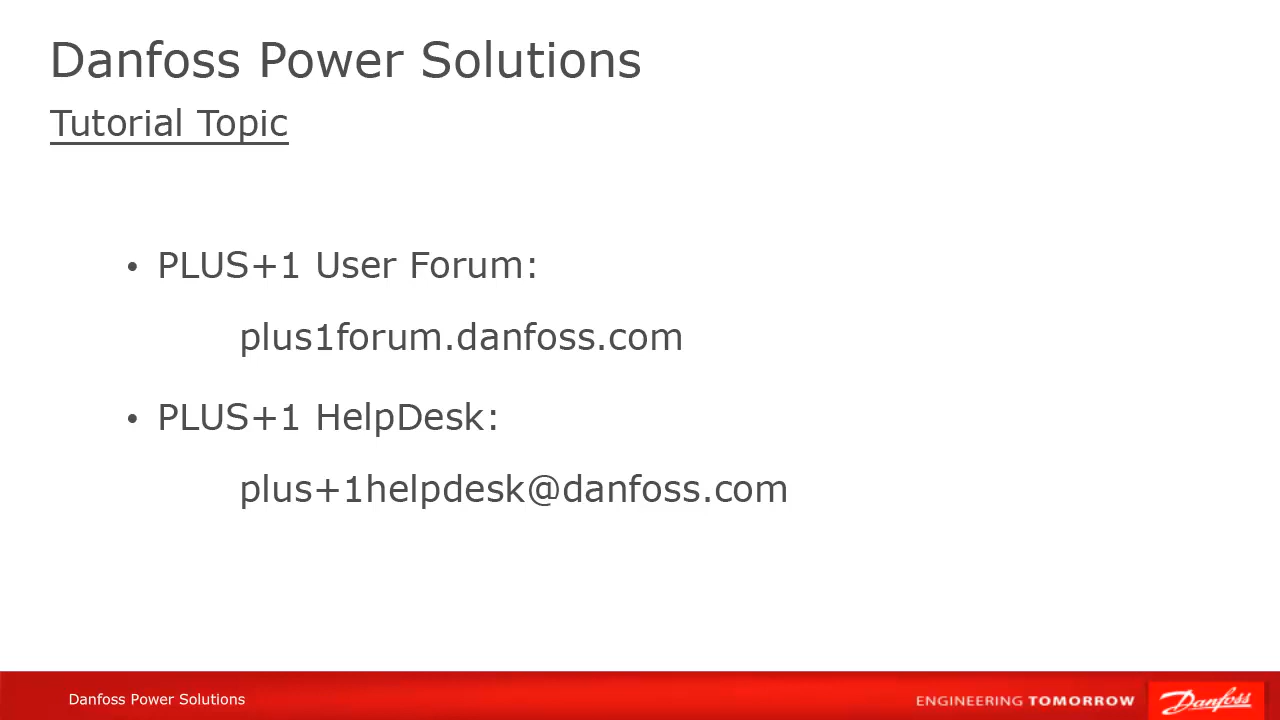 Danfoss Power Solutions
Tutorial Topic
• PLUS+1 User Forum:
plus1forum.danfoss.com
• PLUS+1 HelpDesk:
plus+1helpdesk@danfoss.com
Danfoss Power Solutions
ENGINEERING TOMORROW
Danfoss